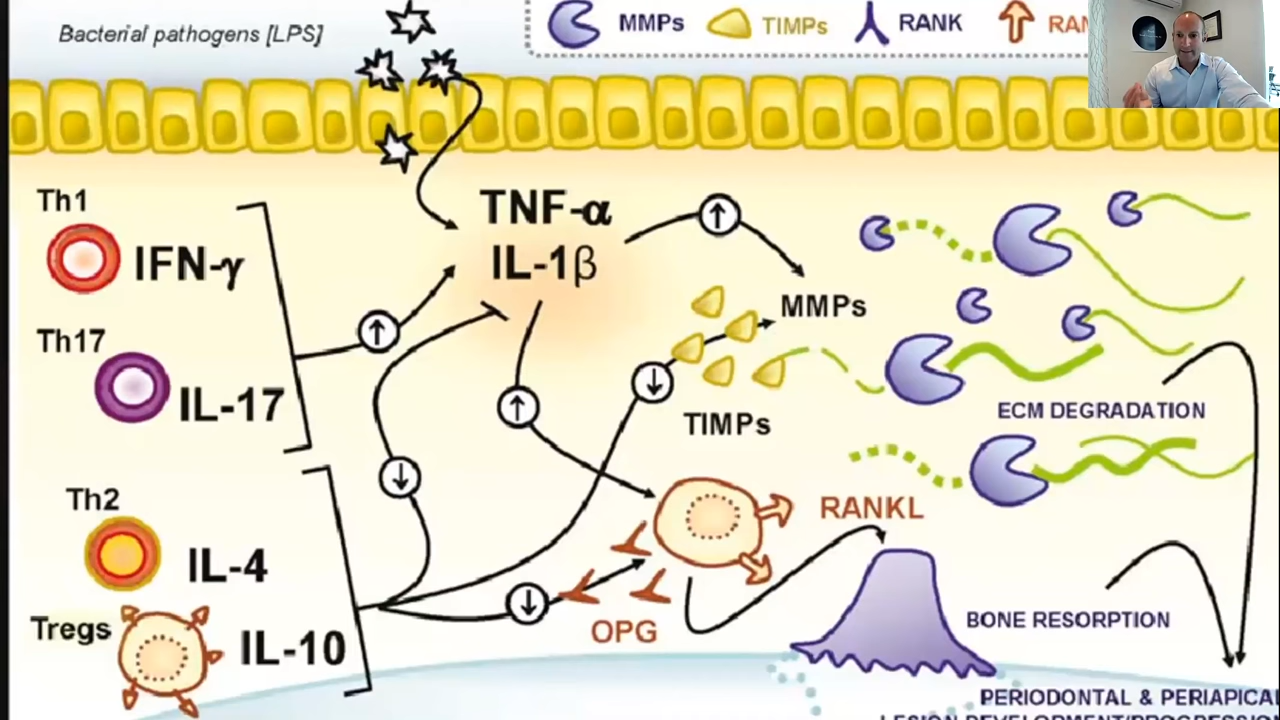 Bacterial pathogens [LPS]
MMPs
TIMPs
RANK
Th1
IFN-γ
TNF-α
IL-1β
Th17
IL-17
MMPs
TIMPs
ECM DEGRADATION
Th2
IL-4
Tregs
IL-10
RANKL
OPG
BONE RESORPTION
PERIODONTAL &